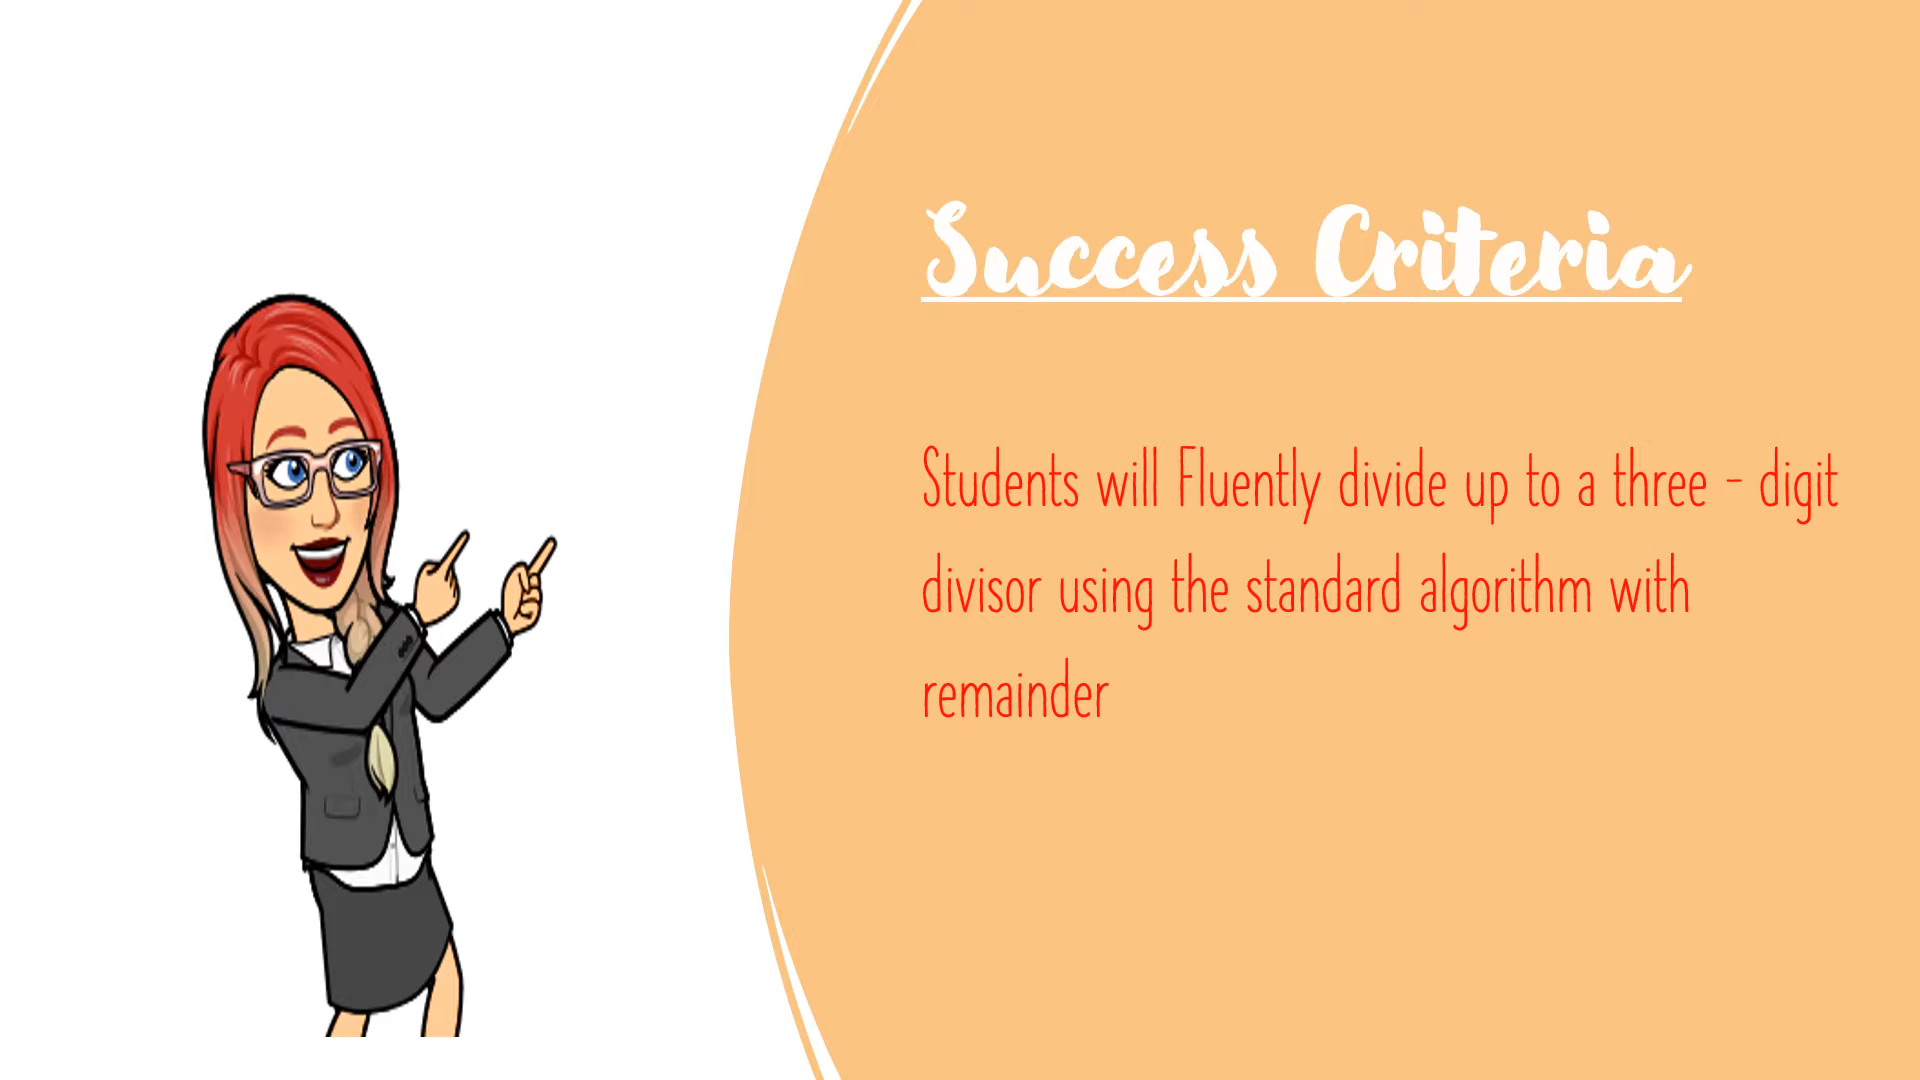 Success Criteria
Students will Fluently divide up to a three - digit
divisor using the standard algorithm with
remainder